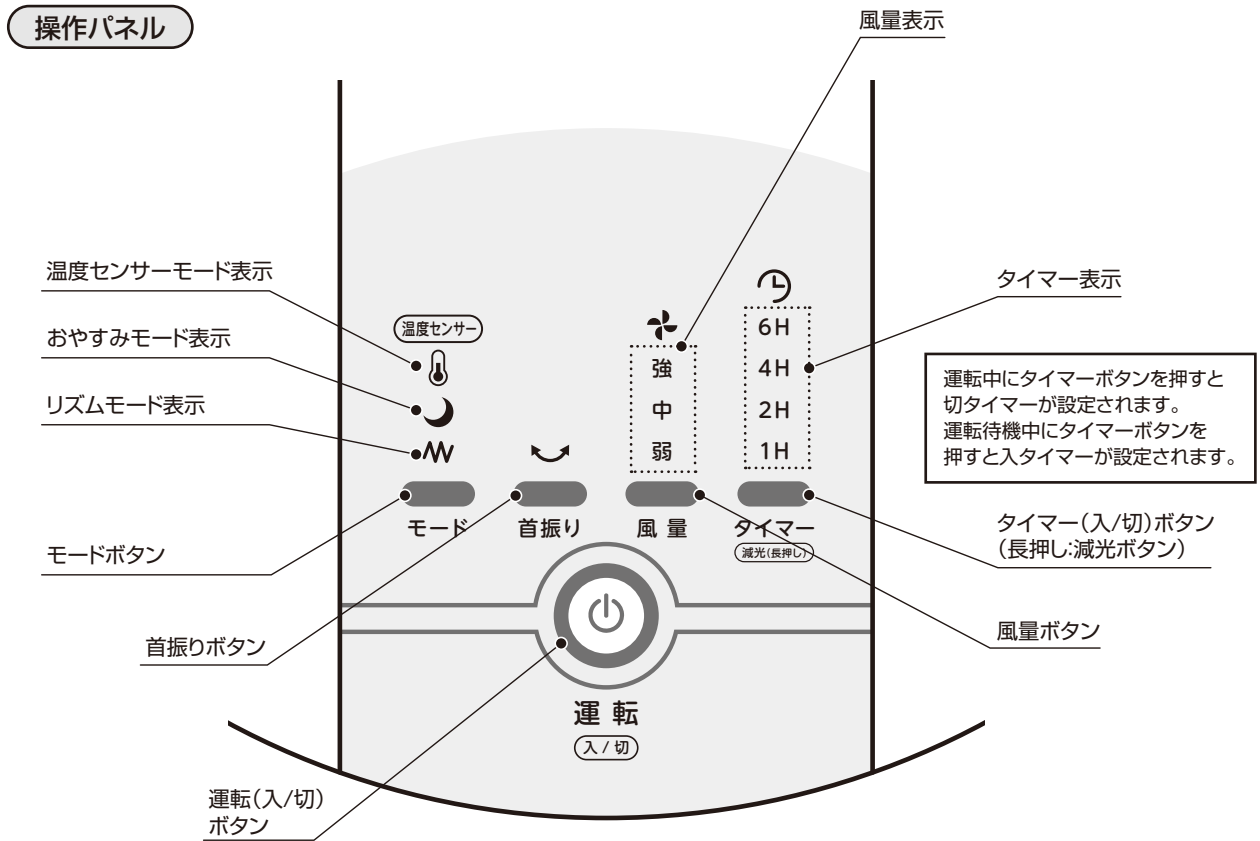 操作パネル
風量表示
温度センサーモード表示
おやすみモード表示
リズムモード表示
モードボタン
首振りボタン
運転(入/切)
ボタン
温度センサー
強
中
弱
6H
4H
2H
1H
モード
首振り
風量
タイマー
減光(長押し)
運転
入/切
タイマー表示
運転中にタイマーボタンを押すと
切タイマーが設定されます。
運転待機中にタイマーボタンを
押すと入タイマーが設定されます。
タイマー(入/切)ボタン
(長押し:減光ボタン)
風量ボタン